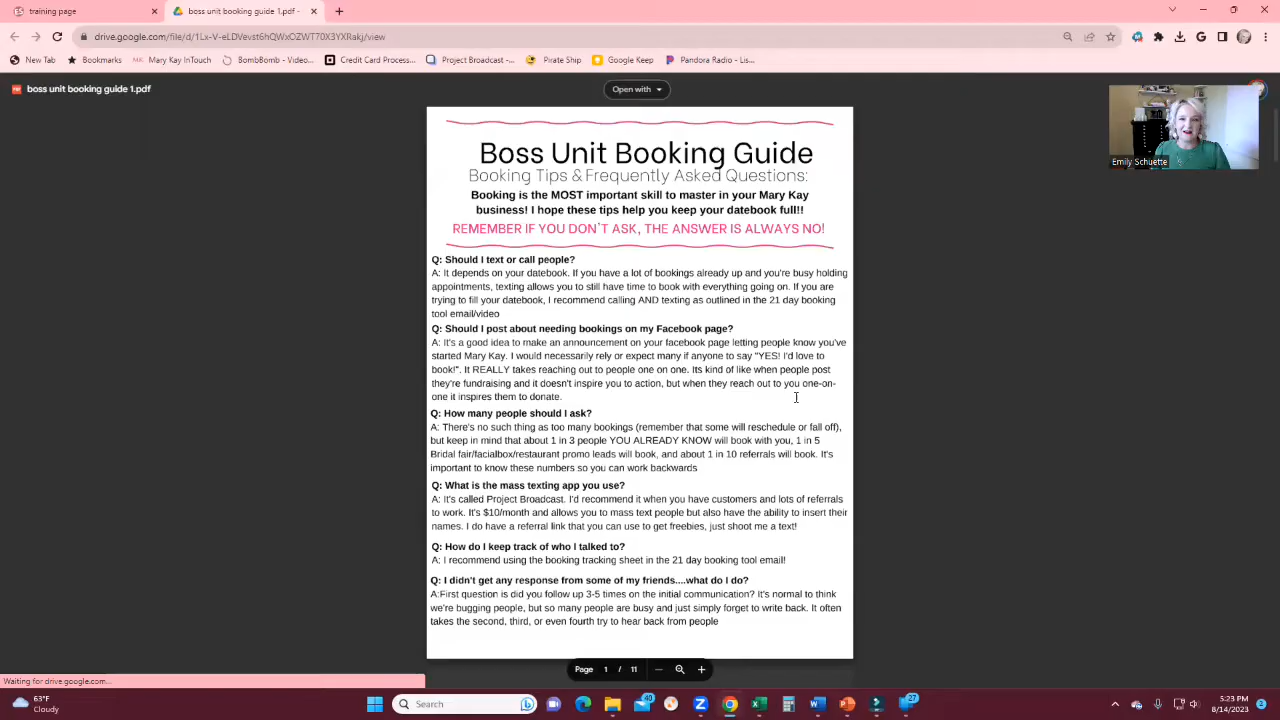 training page
boss unit booking guide 1.pdf -
drive.google.com/file/d/1Lx-V-eLDVevst6hQWxOZWT70X3YXRakj/view
New Tab
Bookmarks
Mary Kay InTouch
BombBomb - Video...
Credit Card Process...
Project Broadcast -...
Pirate Ship
Google Keep
Pandora Radio - Lis...
boss unit booking guide 1.pdf
Open with
Emily Schuette
Boss Unit Booking Guide
Booking Tips & Frequently Asked Questions:
Booking is the MOST important skill to master in your Mary Kay
business! I hope these tips help you keep your datebook full!!
REMEMBER IF YOU DON'T ASK, THE ANSWER IS ALWAYS NO!
Q: Should I text or call people?
A: It depends on your datebook. If you have a lot of bookings already up and you're busy holding
appointments, texting allows you to still have time to book with everything going on. If you are
trying to fill your datebook, I recommend calling AND texting as outlined in the 21 day booking
tool email/video
Q: Should I post about needing bookings on my Facebook page?
A: It's a good idea to make an announcement on your facebook page letting people know you've
started Mary Kay. I would necessarily rely or expect many if anyone to say "YES! I'd love to
book!". It REALLY takes reaching out to people one on one. Its kind of like when people post
they're fundraising and it doesn't inspire you to action, but when they reach out to you one-on-
one it inspires them to donate.
Q: How many people should I ask?
A: There's no such thing as too many bookings (remember that some will reschedule or fall off),
but keep in mind that about 1 in 3 people YOU ALREADY KNOW will book with you, 1 in 5
Bridal fair/facialbox/restaurant promo leads will book, and about 1 in 10 referrals will book. It's
important to know these numbers so you can work backwards
Q: What is the mass texting app you use?
A: It's called Project Broadcast. I'd recommend it when you have customers and lots of referrals
to work. It's $10/month and allows you to mass text people but also have the ability to insert their
names. I do have a referral link that you can use to get freebies, just shoot me a text!
Q: How do I keep track of who I talked to?
A: I recommend using the booking tracking sheet in the 21 day booking tool email!
Q: I didn't get any response from some of my friends....what do I do?
A:First question is did you follow up 3-5 times on the initial communication? It's normal to think
we're bugging people, but so many people are busy and just simply forget to write back. It often
takes the second, third, or even fourth try to hear back from people
Page 1 / 11
Waiting for drive.google.com...
63°F
Cloudy
Search
40
27
5:23 PM
8/14/2023
2